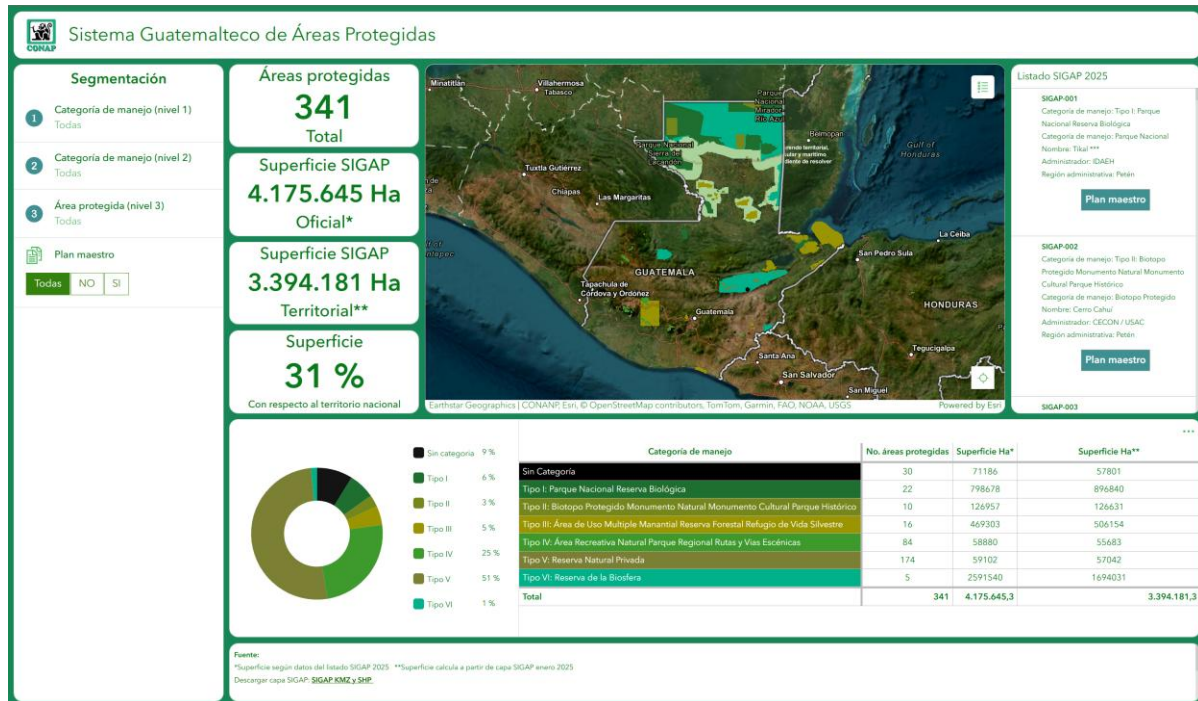 CONAP
Sistema Guatemalteco de Áreas Protegidas
Segmentación
1
Categoría de manejo (nivel 1)
Todas
2
Categoría de manejo (nivel 2)
Todas
3
Área protegida (nivel 3)
Todas
Plan maestro
Todas NO SI
Áreas protegidas
341
Total
Superficie SIGAP
4.175.645 Ha
Oficial*
Superficie SIGAP
3.394.181 Ha
Territorial**
Superficie
31 %
Con respecto al territorio nacional
Minatitlán
Villahermosa
Tabasco
Parque
Nacional
Mirador
Río Azul
Belmopan
Parque Nacional
Sierra del
Lacandón
Gulf of
Honduras
Tuxtla Gutiérrez
Chiapas
Las Margaritas
La Ceiba
San Pedro Sula
GUATEMALA
Tapachula de
Córdova y Ordóñez
HONDURAS
Guatemala
Tegucigalpa
Santa Ana
San Salvador
San Miguel
Earthstar Geographics | CONANP, Esri, © OpenStreetMap contributors, TomTom, Garmin, FAO, NOAA, USGS
Powered by Esri
Listado SIGAP 2025
SIGAP-001
Categoría de manejo: Tipo I: Parque
Nacional Reserva Biológica
Categoría de manejo: Parque Nacional
Nombre: Tikal ***
Administrador: IDAEH
Región administrativa: Petén
Plan maestro
SIGAP-002
Categoría de manejo: Tipo II: Biotopo
Protegido Monumento Natural Monumento
Cultural Parque Histórico
Categoría de manejo: Biotopo Protegido
Nombre: Cerro Cahuí
Administrador: CECON / USAC
Región administrativa: Petén
Plan maestro
SIGAP-003
Sin categoria 9 %
Tipo I 6 %
Tipo II 3 %
Tipo III 5 %
Tipo IV 25 %
Tipo V 51 %
Tipo VI 1 %
Categoría de manejo No. áreas protegidas Superficie Ha* Superficie Ha**
Sin Categoría 30 71186 57801
Tipo I: Parque Nacional Reserva Biológica 22 798678 896840
Tipo II: Biotopo Protegido Monumento Natural Monumento Cultural Parque Histórico 10 126957 126631
Tipo III: Área de Uso Multiple Manantial Reserva Forestal Refugio de Vida Silvestre 16 469303 506154
Tipo IV: Área Recreativa Natural Parque Regional Rutas y Vias Escénicas 84 58880 55683
Tipo V: Reserva Natural Privada 174 59102 57042
Tipo VI: Reserva de la Biosfera 5 2591540 1694031
Total 341 4.175.645,3 3.394.181,3
Fuente:
*Superficie según datos del listado SIGAP 2025 **Superficie calcula a partir de capa SIGAP enero 2025
Descargar capa SIGAP: SIGAP KMZ y SHP